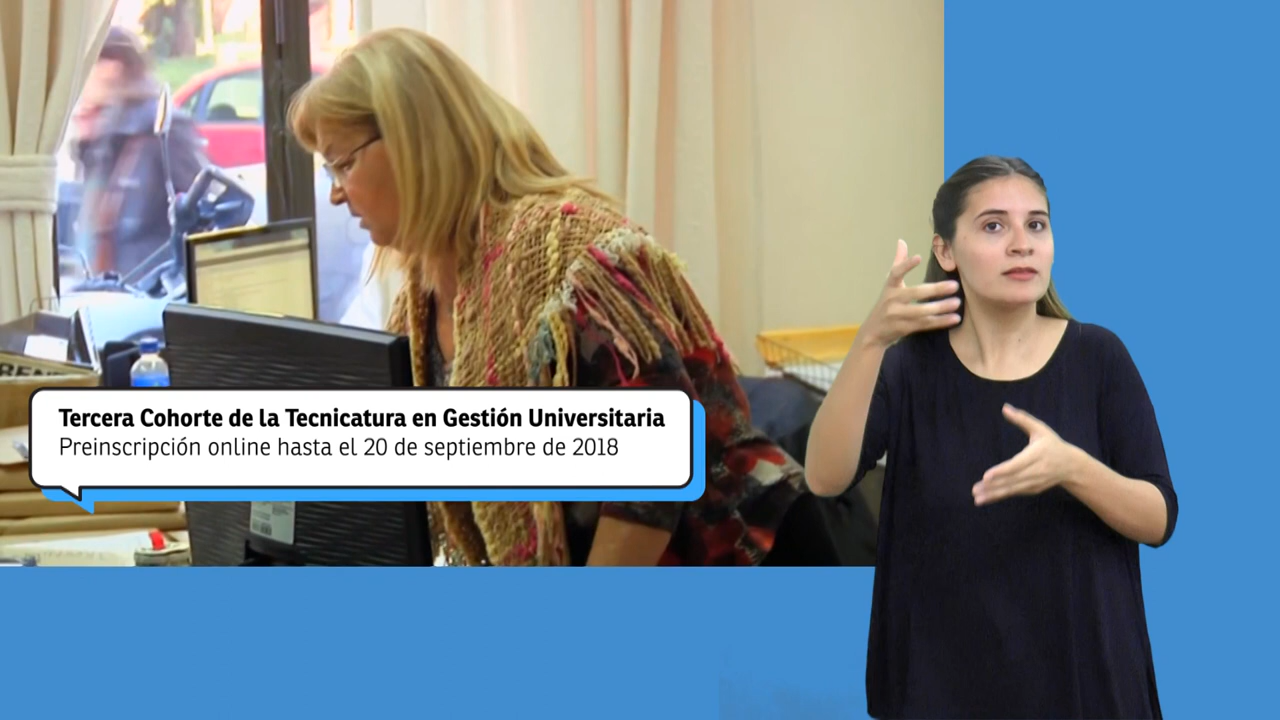 Tercera Cohorte de la Tecnicatura en Gestión Universitaria
Preinscripción online hasta el 20 de septiembre de 2018